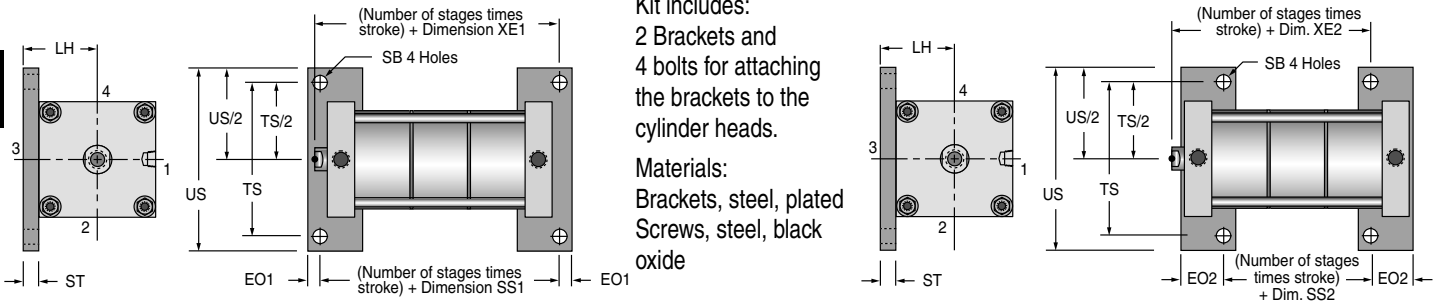 (Number of stages times
stroke) + Dimension XE1
LH
SB 4 Holes
4
US/2
TS/2
3
1
US
TS
2
ST
EO1
(Number of stages times
stroke) + Dimension SS1
EO1
Kit includes:
2 Brackets and
4 bolts for attaching
the brackets to the
cylinder heads.
Materials:
Brackets, steel, plated
Screws, steel, black
oxide
(Number of stages times
stroke) + Dim. XE2
LH
SB 4 Holes
4
US/2
TS/2
3
1
US
TS
2
ST
EO2
(Number of stages
times stroke)
+ Dim. SS2
EO2